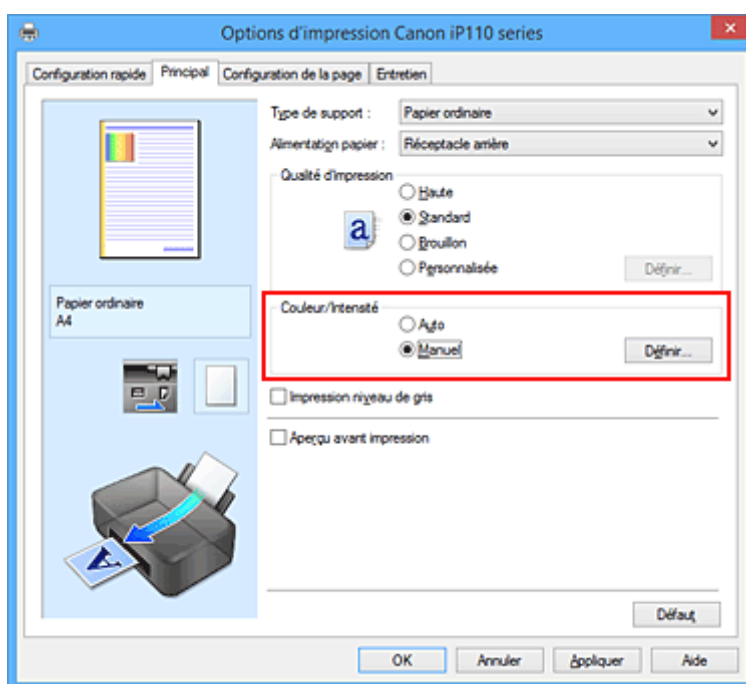 Options d'impression Canon iP110 series
Configuration rapide Principal Configuration de la page Entretien
Type de support : Papier ordinaire
Alimentation papier : Réceptacle arrière
Qualité d'impression
Haute
Standard
Brouillon
Personnalisée Définir...
Papier ordinaire
A4
Couleur/Intensité
Auto
Manuel Définir...
Impression niveau de gris
Aperçu avant impression
Défaut
OK Annuler Appliquer Aide